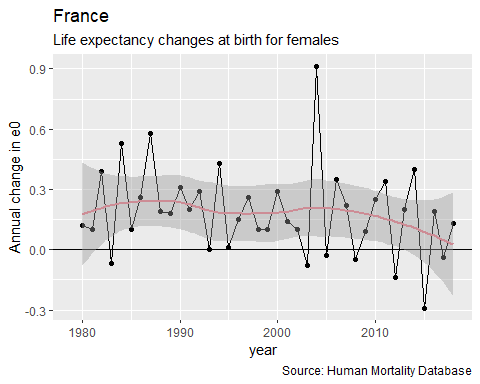 France
Life expectancy changes at birth for females
Annual change in e0
0.9
0.6
0.3
0.0
-0.3
1980 1990 2000 2010
year
Source: Human Mortality Database